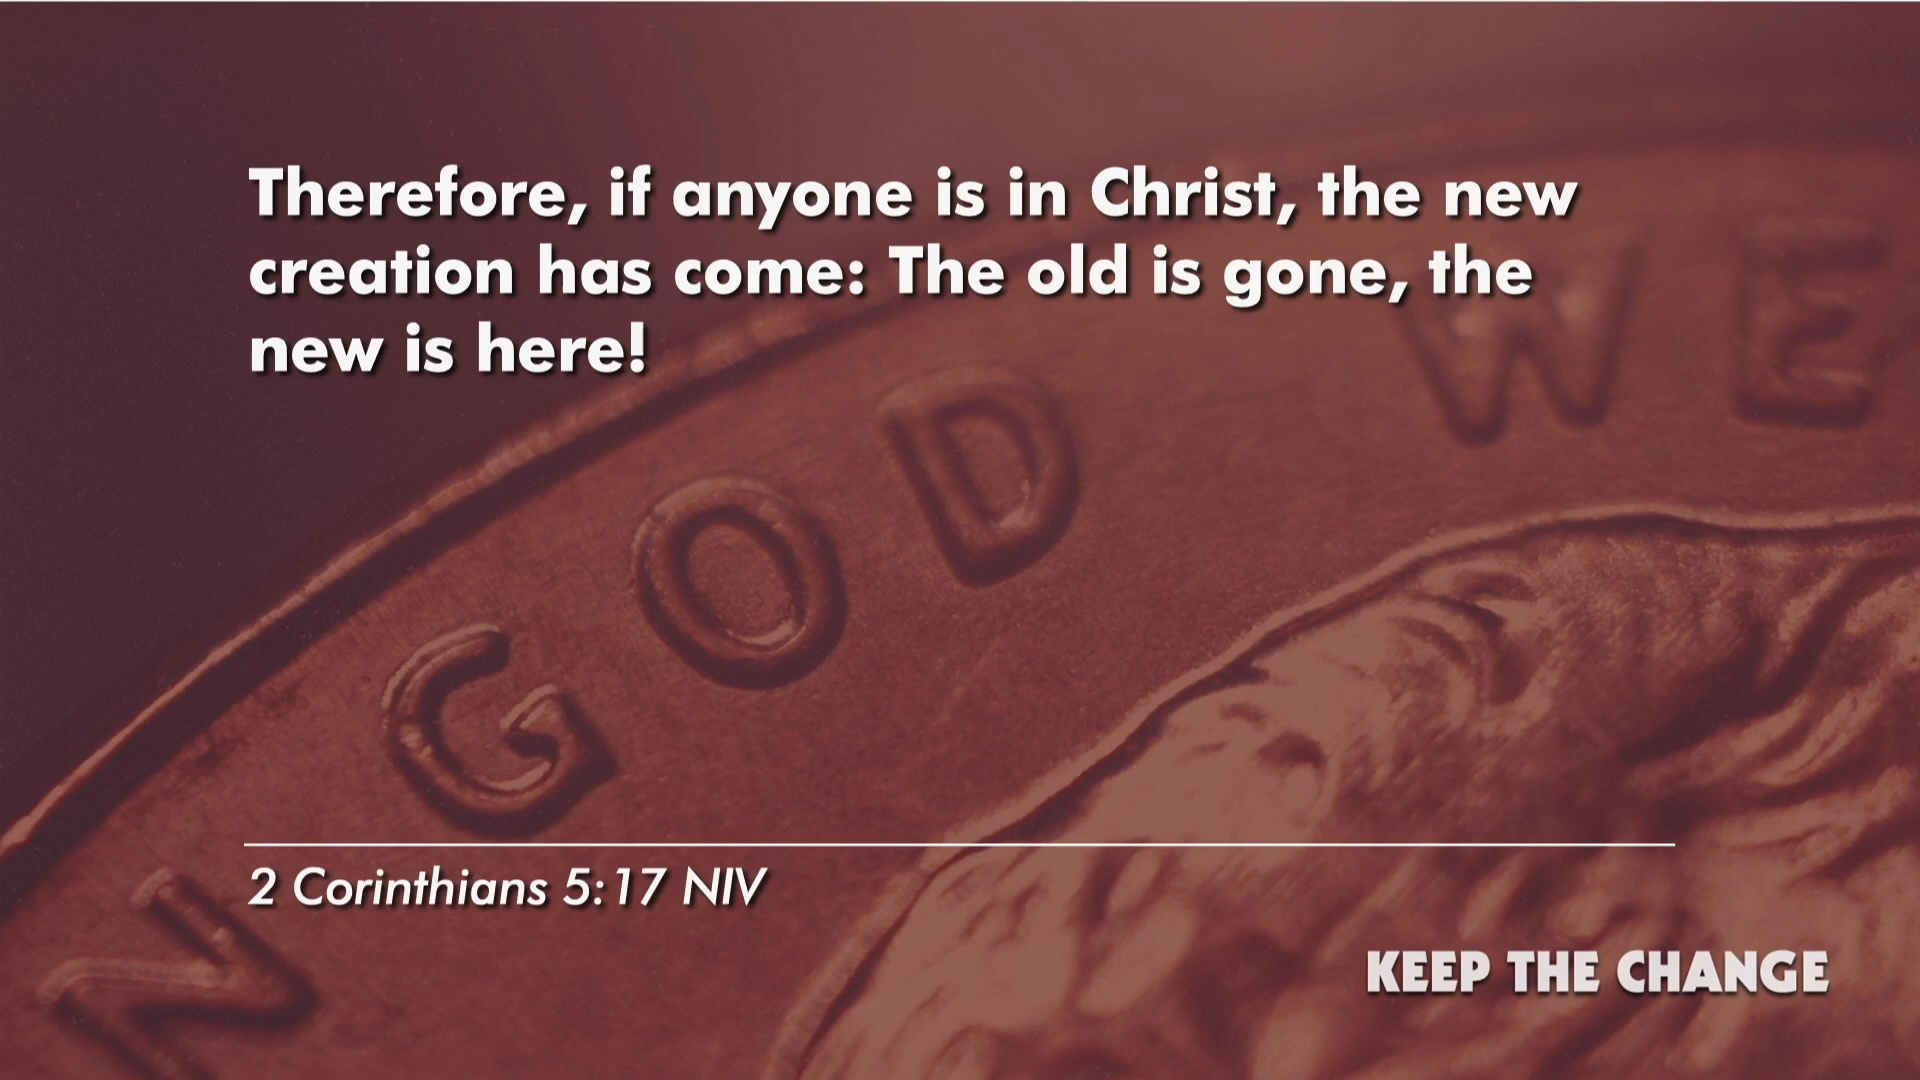 Therefore, if anyone is in Christ, the new
creation has come: The old is gone, the
new is here!
N GOD WE
2 Corinthians 5:17 NIV
KEEP THE CHANGE